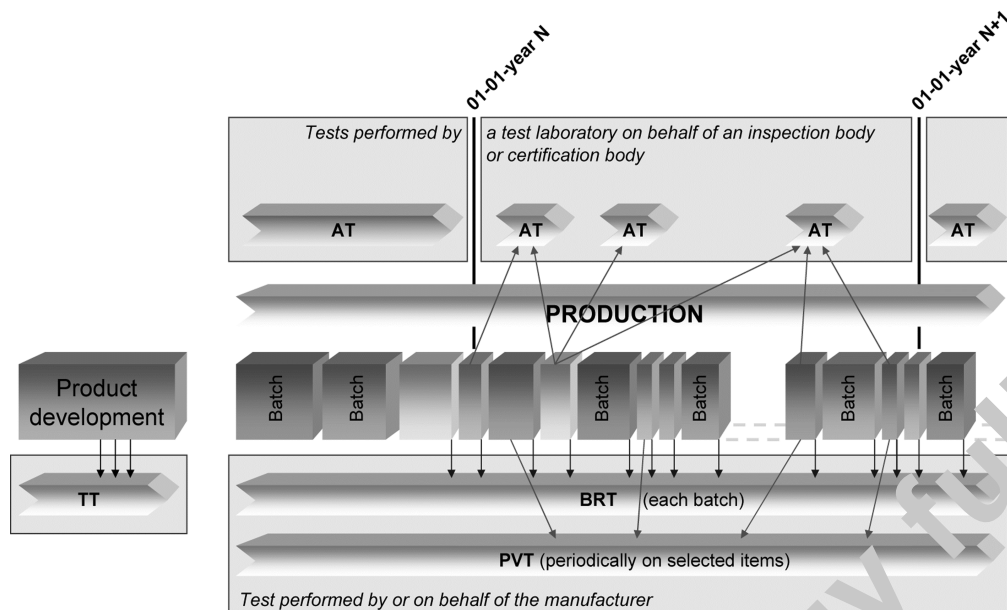 01-01-year N
01-01-year N+1
Tests performed by
a test laboratory on behalf of an inspection body
or certification body
AT
AT
AT
AT
AT
PRODUCTION
Product
development
Batch
Batch
Batch
Batch
Batch
Batch
TT
BRT (each batch)
PVT (periodically on selected items)
Test performed by or on behalf of the manufacturer